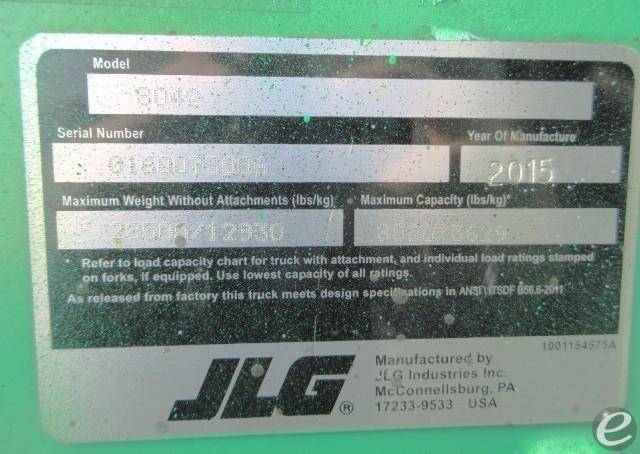 Model
Serial Number Year Of Manufacture
2015
Maximum Weight Without Attachments (lbs/kg) Maximum Capacity (lbs/kg)*
28500/12930
Refer to load capacity chart for truck with attachment, and individual load ratings stamped
on forks, if equipped. Use lowest capacity of all ratings.
As released from factory this truck meets design specifications in ANSI\ITSDF B56.6-2011
1001154575A
JLG®
Manufactured by
JLG Industries Inc.
McConnellsburg, PA
17233-9533 USA
e